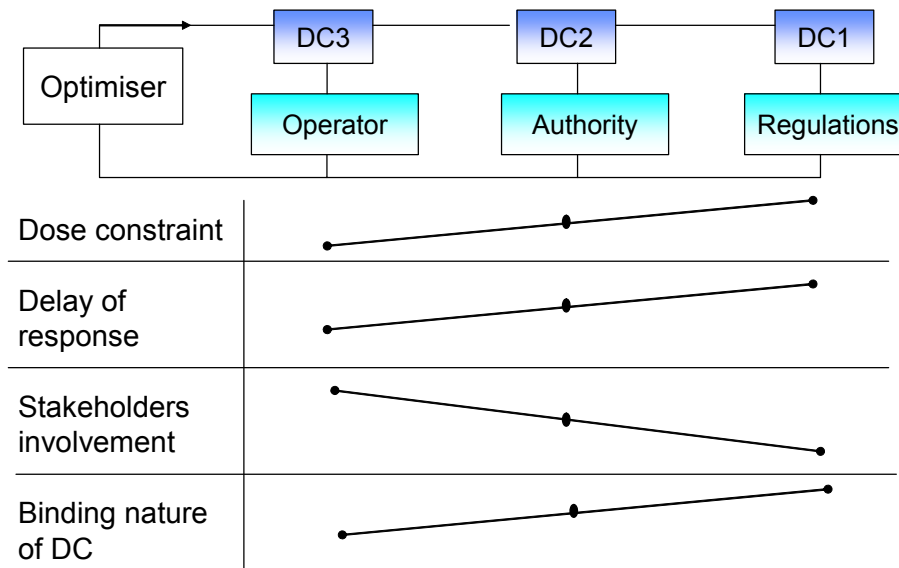 DC3
DC2
DC1
Optimiser
Operator
Authority
Regulations
Dose constraint
Delay of
response
Stakeholders
involvement
Binding nature
of DC